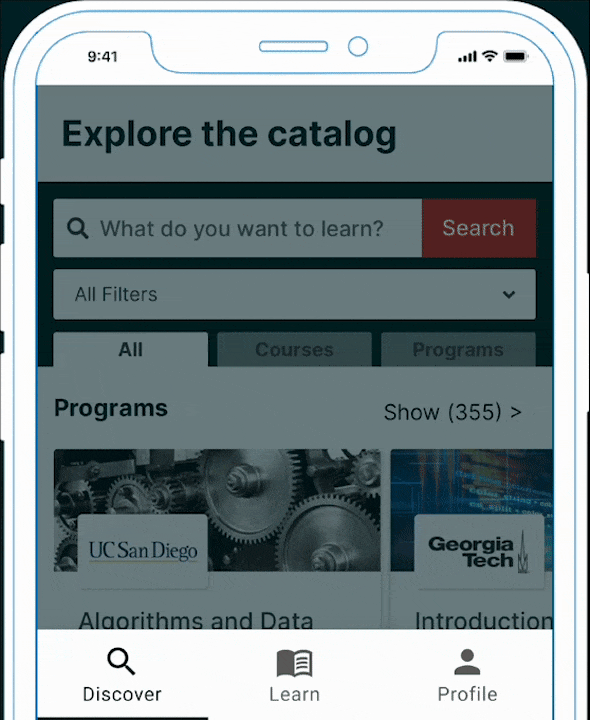 9:41
Explore the catalog
What do you want to learn?
Search
All Filters
All
Courses
Programs
Programs
Show (355) >
UC San Diego
Georgia
Tech
Algorithms and Data
Introduction
Discover
Learn
Profile